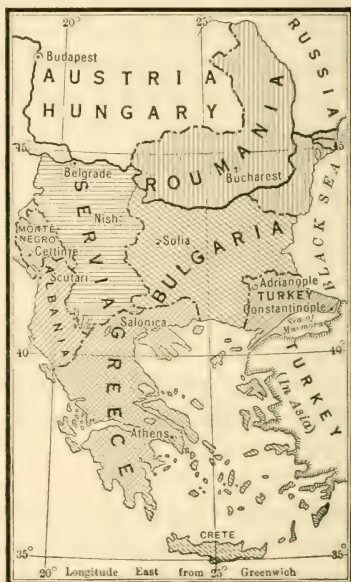 20°
25°
RUSSIA
Budapest
AUSTRIA
HUNGARY
45
45
ROUMANIA
Belgrade
Bucharest
SERVIA
Nish
BLACK SEA
MONTE-
NEGRO
Cettinje
Sofia
BULGARIA
Scutari
ALBANIA
Adrianople
TURKEY
Constantinople
Sea of
Marmora
Salonica
40
40
GREECE
TURKEY
(In Asia)
Athens
CRETE
35°
35°
20° Longitude East from 25° Greenwich